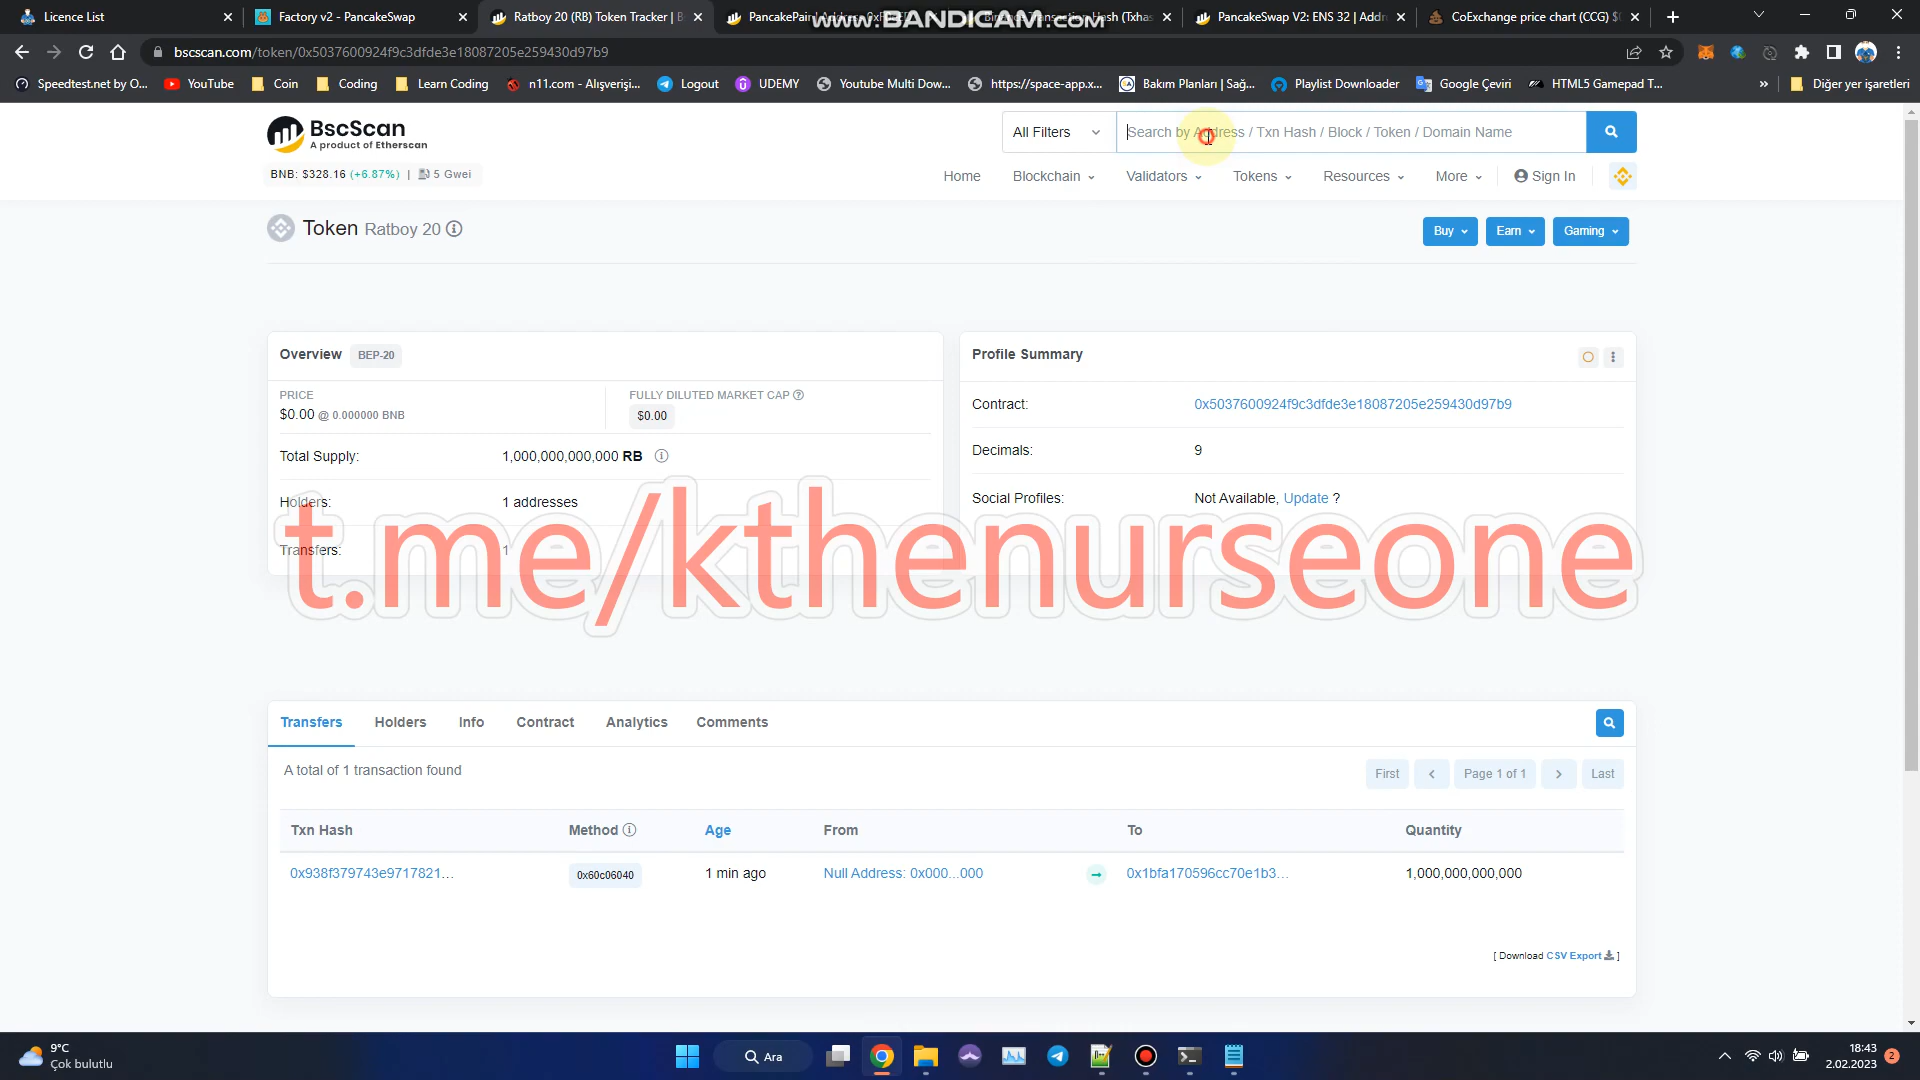 Licence List
Factory v2 - PancakeSwap
Ratboy 20 (RB) Token Tracker | B
PancakePair | Address
Transaction Hash (Txhas
PancakeSwap V2: ENS 32 | Addr
CoExchange price chart (CCG) $
www.BANDICAM.com
bscscan.com/token/0x5037600924f9c3dfde3e18087205e259430d97b9
Speedtest.net by O...
YouTube
Coin
Coding
Learn Coding
n11.com - Alışverişi...
Logout
UDEMY
Youtube Multi Dow...
https://space-app.x...
Bakım Planları | Sağ...
Playlist Downloader
Google Çeviri
HTML5 Gamepad T...
»
Diğer yer işaretleri
BscScan
A product of Etherscan
All Filters
Search by Address / Txn Hash / Block / Token / Domain Name
BNB: $328.16 (+6.87%) | 5 Gwei
Home
Blockchain
Validators
Tokens
Resources
More
Sign In
Token Ratboy 20
Buy
Earn
Gaming
Overview BEP-20
PRICE
$0.00 @ 0.000000 BNB
FULLY DILUTED MARKET CAP
$0.00
Total Supply: 1,000,000,000,000 RB
Holders: 1 addresses
Transfers: 1
Profile Summary
Contract: 0x5037600924f9c3dfde3e18087205e259430d97b9
Decimals: 9
Social Profiles: Not Available, Update ?
t.me/kthenurseone
Transfers
Holders
Info
Contract
Analytics
Comments
A total of 1 transaction found
First
Page 1 of 1
Last
Txn Hash Method Age From To Quantity
0x938f379743e9717821... 0x60c06040 1 min ago Null Address: 0x000...000 0x1bfa170596cc70e1b3... 1,000,000,000,000
[ Download CSV Export ]
9°C
Çok bulutlu
Ara
18:43
2.02.2023
2